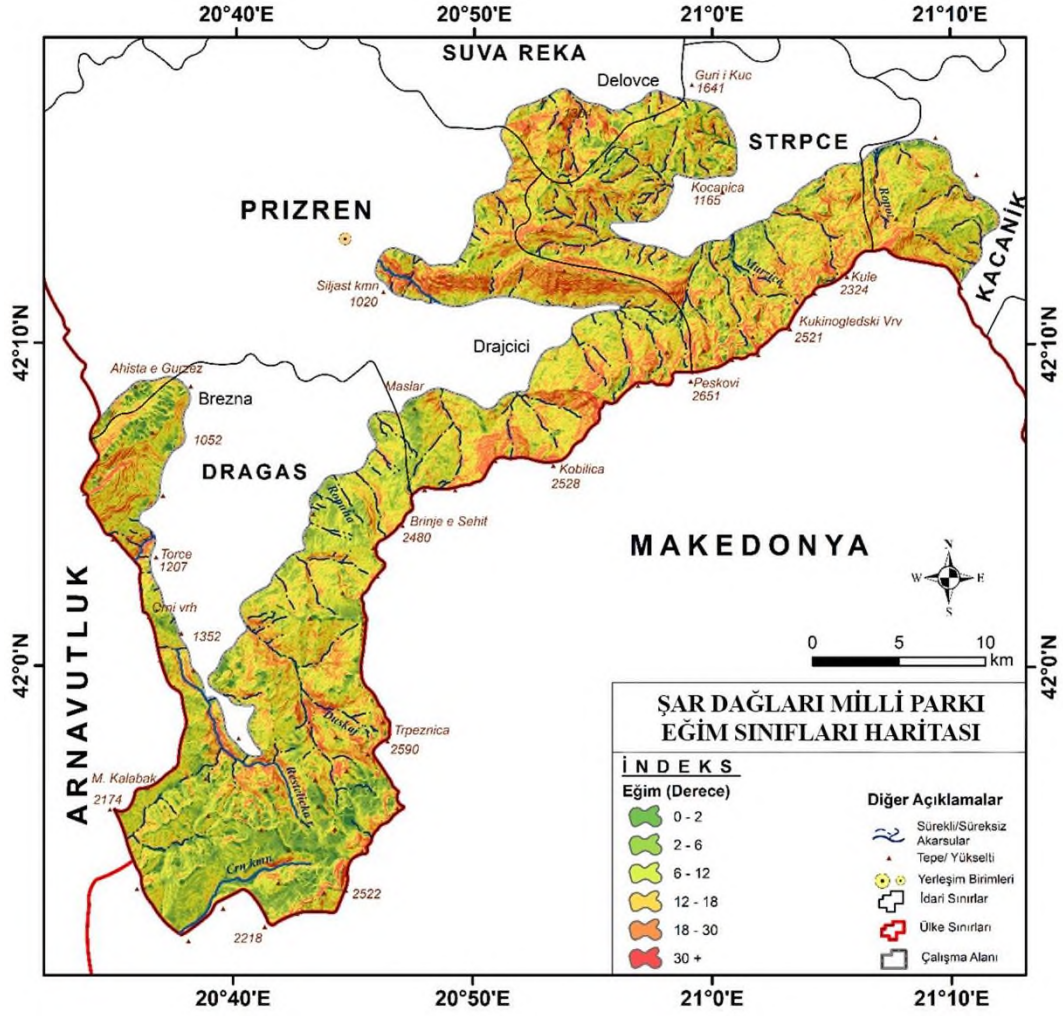 20°40'E 20°50'E 21°0'E 21°10'E
SUVA REKA
Delovce
Guri i Kuc
1641
STRPCE
PRIZREN
Kocanica
1165
KACANİK
Siljast kmn
1020
Murzica
Kule
2324
Kukinogledski Vrv
2521
42°10'N 42°10'N
Drajcici
Ahista e Gurzez
Maslar
Peskovi
2651
Brezna
1052
DRAGAS
Kobilica
2528
Ropuha
Brinje e Sehit
2480
MAKEDONYA
Torce
1207
N
W E
S
Crni vrh
1352
ARNAVUTLUK
0 5 10
km
42°0'N 42°0'N
ŞAR DAĞLARI MİLLİ PARKI
EĞİM SINIFLARI HARİTASI
Duskaj
Trpeznica
2590
M. Kalabak
2174
Restelicka
İNDEKS
Eğim (Derece)
0 - 2
2 - 6
6 - 12
12 - 18
18 - 30
30 +
Diğer Açıklamalar
Sürekli/Süreksiz
Akarsular
Tepe/ Yükselti
Yerleşim Birimleri
İdari Sınırlar
Ülke Sınırları
Çalışma Alanı
Crn kmn.
2522
2218
20°40'E 20°50'E 21°0'E 21°10'E